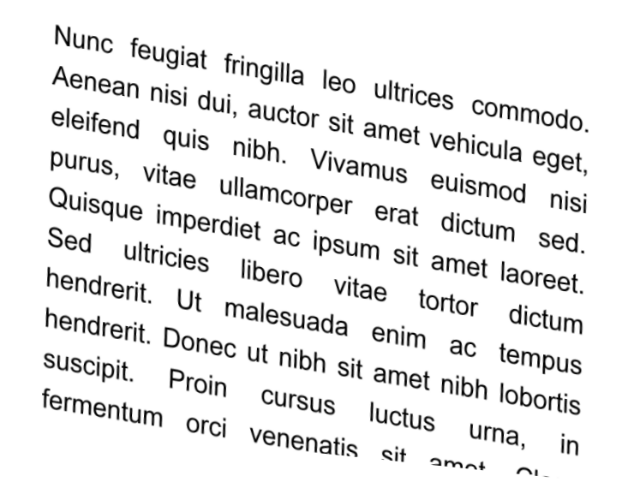 Nunc feugiat fringilla leo ultrices commodo.
Aenean nisi dui, auctor sit amet vehicula eget,
eleifend quis nibh. Vivamus euismod nisi
purus, vitae ullamcorper erat dictum sed.
Quisque imperdiet ac ipsum sit amet laoreet.
Sed ultricies libero vitae tortor dictum
hendrerit. Ut malesuada enim ac tempus
hendrerit. Donec ut nibh sit amet nibh lobortis
suscipit. Proin cursus luctus urna, in
fermentum orci venenatis sit amet.